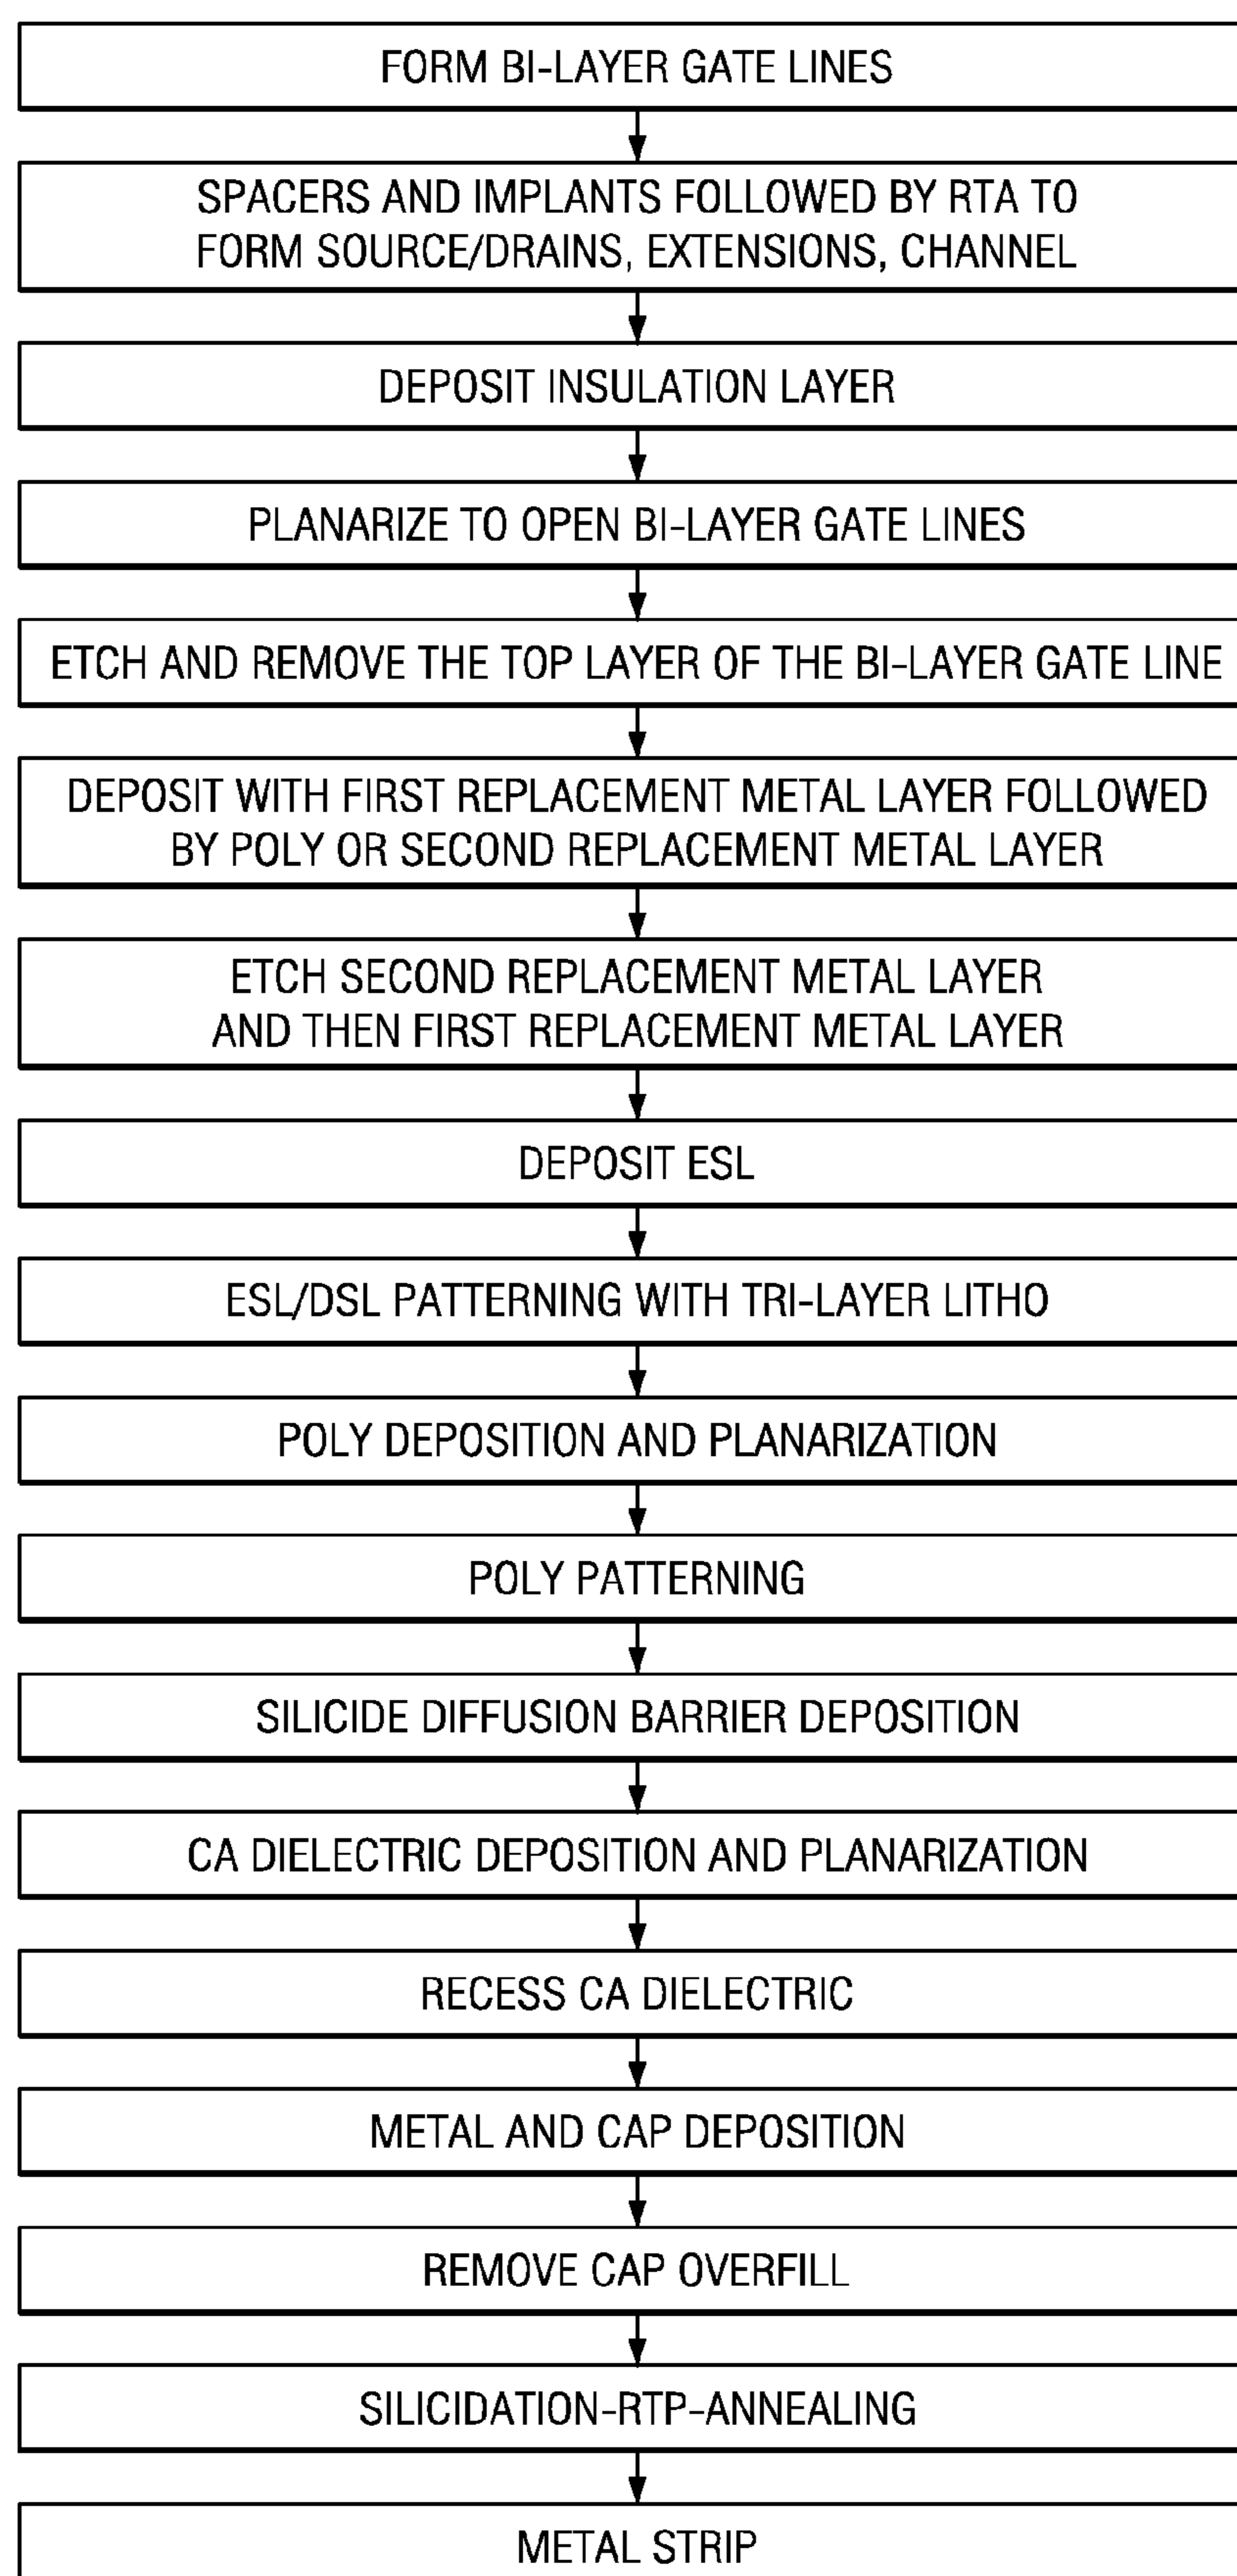 FORM BI-LAYER GATE LINES
SPACERS AND IMPLANTS FOLLOWED BY RTA TO
FORM SOURCE/DRAINS, EXTENSIONS, CHANNEL
DEPOSIT INSULATION LAYER
PLANARIZE TO OPEN BI-LAYER GATE LINES
ETCH AND REMOVE THE TOP LAYER OF THE BI-LAYER GATE LINE
DEPOSIT WITH FIRST REPLACEMENT METAL LAYER FOLLOWED
BY POLY OR SECOND REPLACEMENT METAL LAYER
ETCH SECOND REPLACEMENT METAL LAYER
AND THEN FIRST REPLACEMENT METAL LAYER
DEPOSIT ESL
ESL/DSL PATTERNING WITH TRI-LAYER LITHO
POLY DEPOSITION AND PLANARIZATION
POLY PATTERNING
SILICIDE DIFFUSION BARRIER DEPOSITION
CA DIELECTRIC DEPOSITION AND PLANARIZATION
RECESS CA DIELECTRIC
METAL AND CAP DEPOSITION
REMOVE CAP OVERFILL
SILICIDATION-RTP-ANNEALING
METAL STRIP